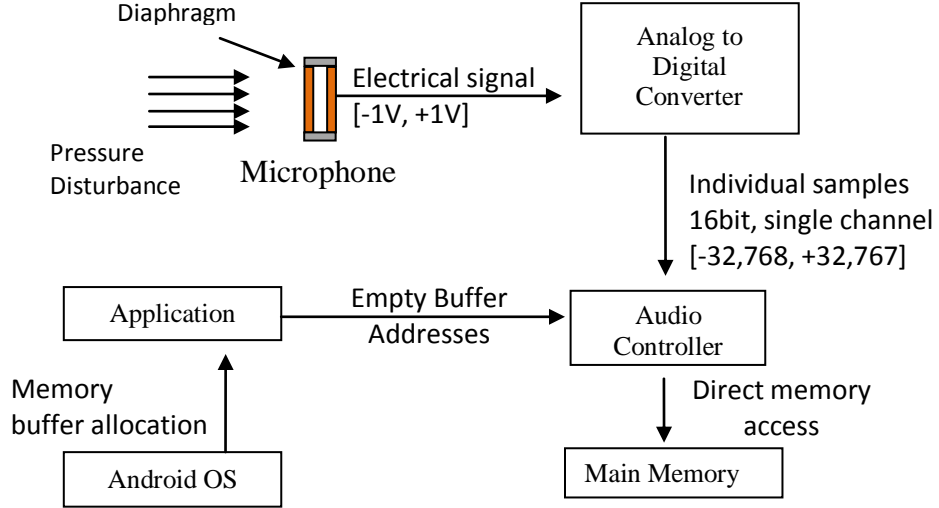 Diaphragm
Pressure
Disturbance
Microphone
Electrical signal
[-1V, +1V]
Analog to
Digital
Converter
Individual samples
16bit, single channel
[-32,768, +32,767]
Application
Empty Buffer
Addresses
Audio
Controller
Memory
buffer allocation
Direct memory
access
Android OS
Main Memory